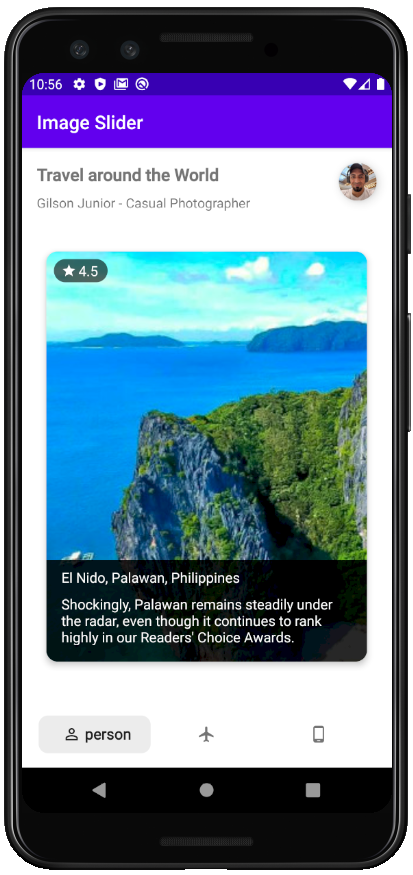 10:56
Image Slider
Travel around the World
Gilson Junior - Casual Photographer
4.5
El Nido, Palawan, Philippines
Shockingly, Palawan remains steadily under
the radar, even though it continues to rank
highly in our Readers' Choice Awards.
person